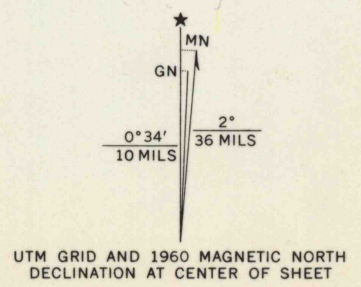 MN
GN
0°34' 2°
10 MILS 36 MILS
UTM GRID AND 1960 MAGNETIC NORTH
DECLINATION AT CENTER OF SHEET